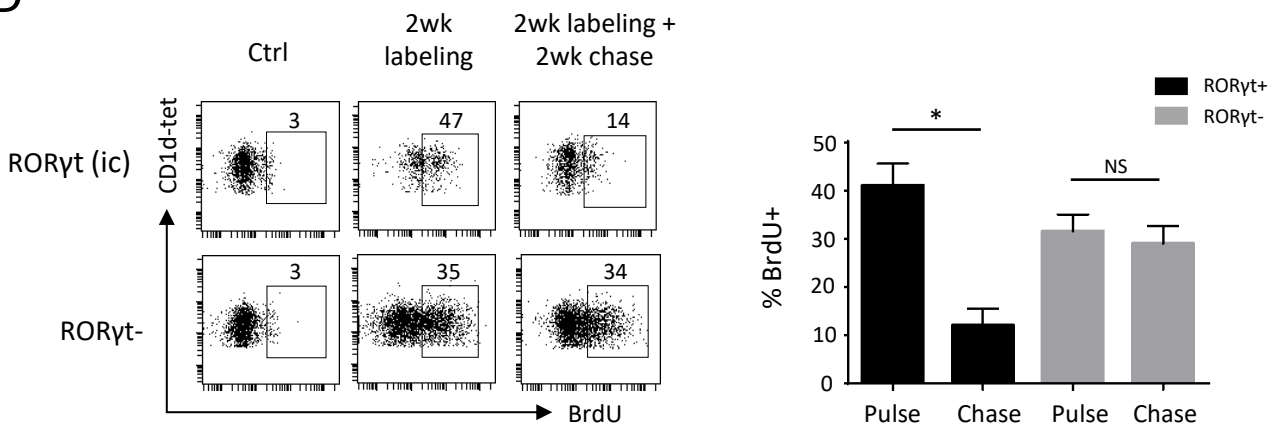 Ctrl
2wk
labeling
2wk labeling +
2wk chase
RORγt (ic)
RORγt-
CD1d-tet
3
47
14
3
35
34
BrdU
RORγt+
RORγt-
% BrdU+
50
40
30
20
10
0
*
NS
Pulse
Chase
Pulse
Chase